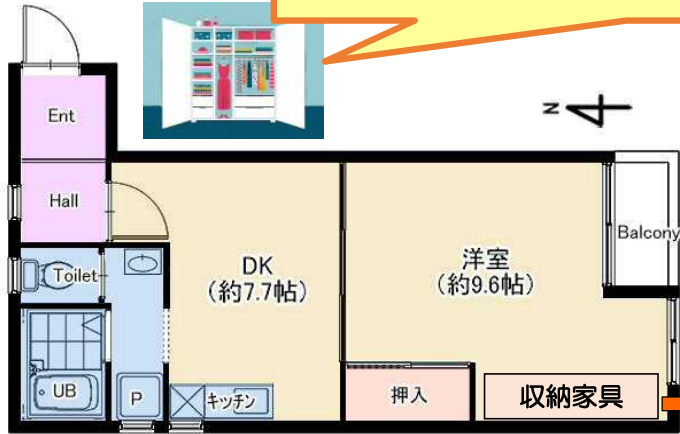 Ent
N
Hall
Balcony
Toilet
DK
(約7.7帖)
洋室
(約9.6帖)
UB
P
キッチン
押入
収納家具